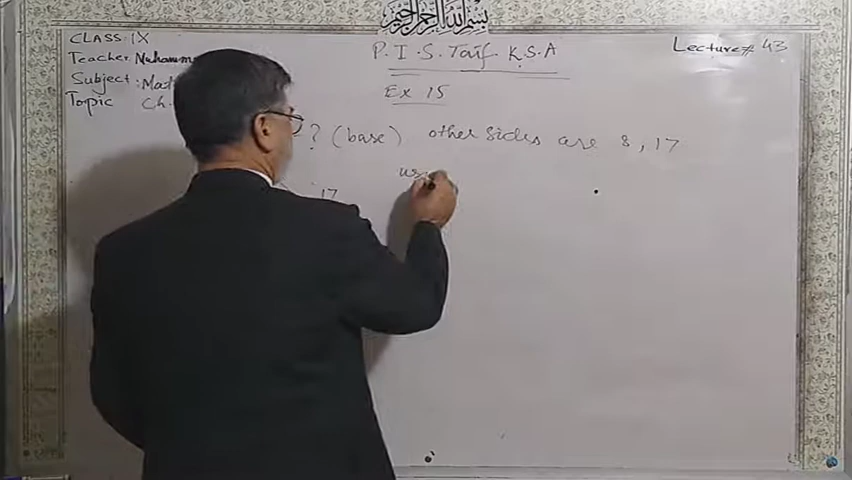 بسم الله الرحمن الرحيم
CLASS: IX
P.I.S. Taif K.S.A
Lecture# 43
Teacher Muhamm
Subject: Mat
Ex 15
Topic Ch.
? (base) other sides are 8, 17
us
17